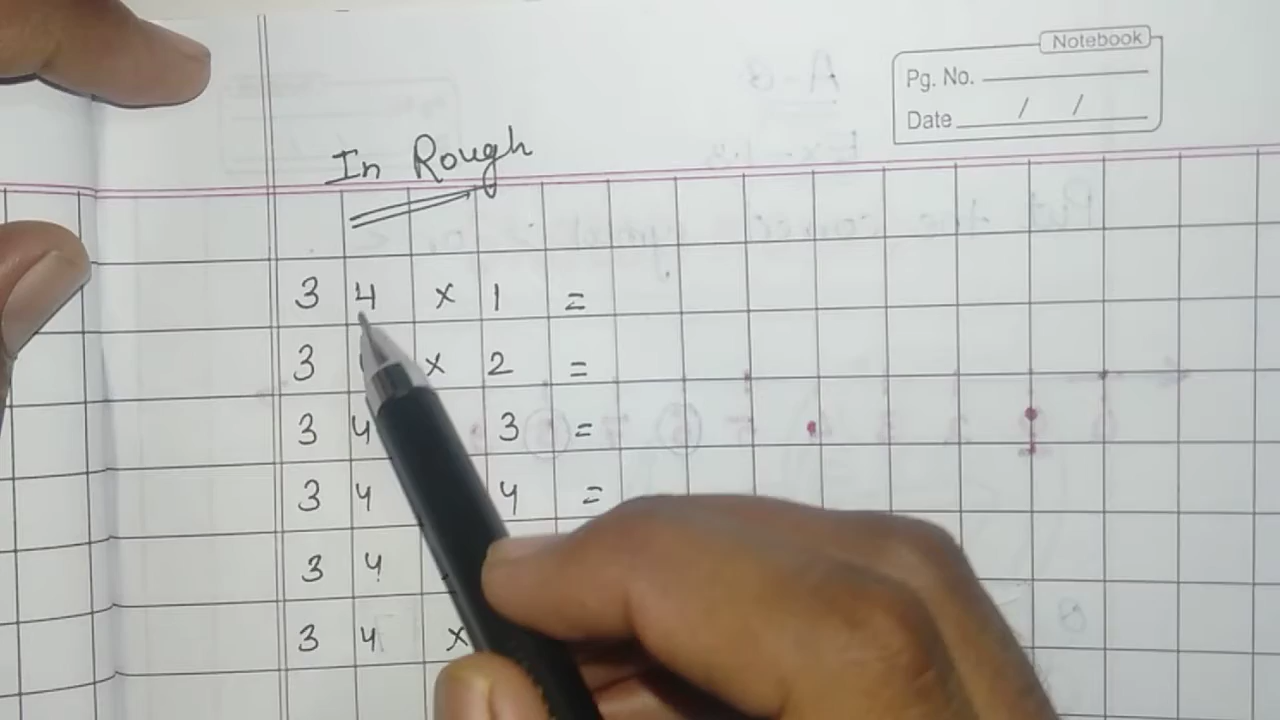 Notebook
Pg. No.
Date / /
In Rough
3 4 × 1 =
3 × 2 =
3 4 3 =
3 4 4 =
3 4
3 4 ×